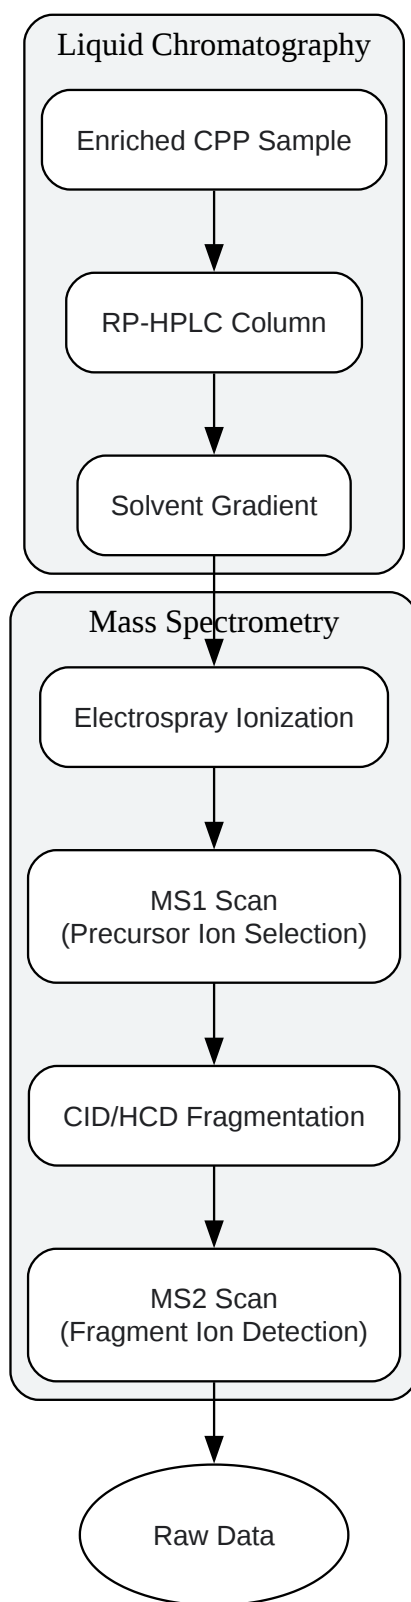 Liquid Chromatography
Enriched CPP Sample
RP-HPLC Column
Solvent Gradient
Mass Spectrometry
Electrospray Ionization
MS1 Scan
(Precursor Ion Selection)
CID/HCD Fragmentation
MS2 Scan
(Fragment Ion Detection)
Raw Data